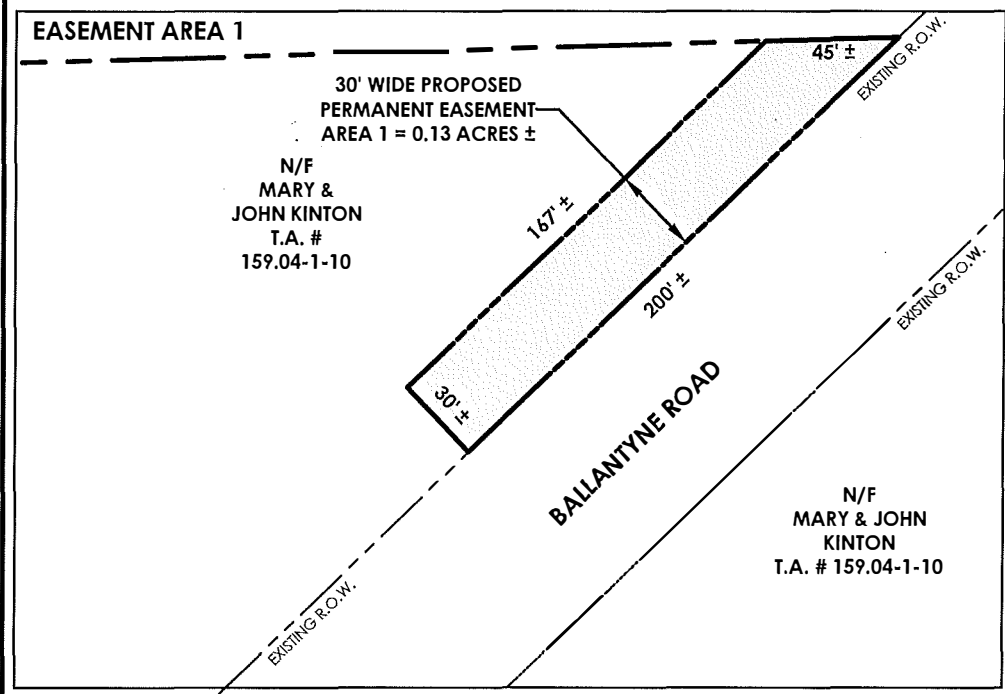 EASEMENT AREA 1
45' ±
EXISTING R.O.W.
30' WIDE PROPOSED
PERMANENT EASEMENT
AREA 1 = 0.13 ACRES ±
N/F
MARY &
JOHN KINTON
T.A. #
159.04-1-10
167' ±
200' ±
EXISTING R.O.W.
30' ±
BALLANTYNE ROAD
N/F
MARY & JOHN
KINTON
T.A. # 159.04-1-10
EXISTING R.O.W.